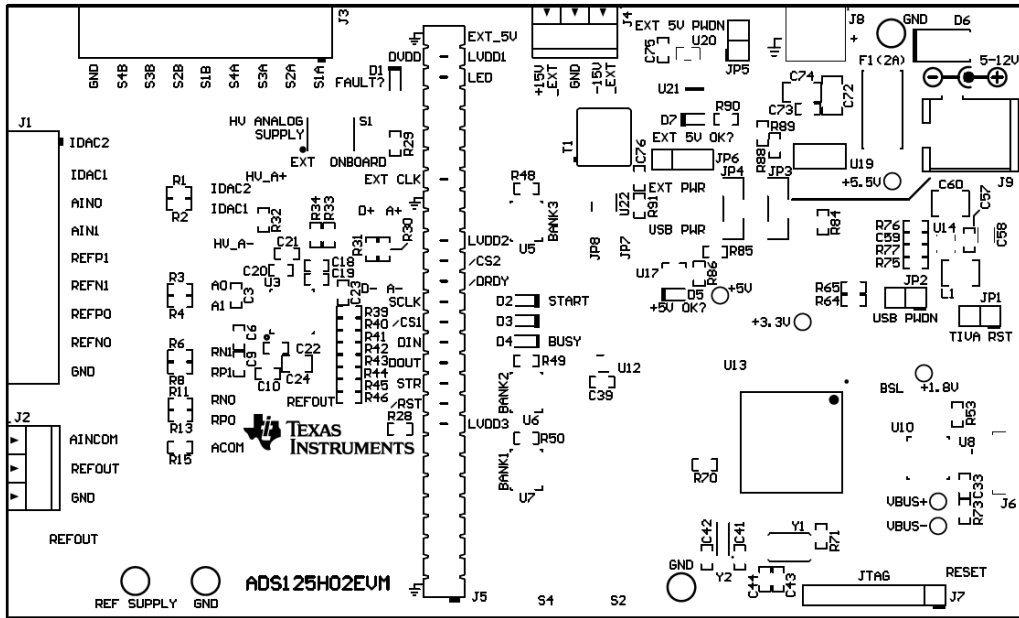 J3
GND
S4B
S3B
S2B
S1B
S4A
S3A
S2A
S1A
DVDD
D1
FAULT?
EXT_5V
LVDD1
LED
J4
+15V
_EXT
GND
-15V
_EXT
EXT 5V PWDN
C75
U20
JP5
J8
+
GND
D6
F1(2A)
5-12V
C74
C73
C72
U21
R90
D7
EXT 5V OK?
J1
IDAC2
IDAC1
AIN0
AIN1
REFP1
REFN1
REFP0
REFN0
GND
HV ANALOG
SUPPLY
S1
EXT
ONBOARD
R29
T1
C76
JP6
R89
R88
U19
J9
+5.5V
R1
R2
IDAC2
IDAC1
HV_A+
R34
R33
R32
EXT CLK
R48
U5
BANK3
EXT PWR
JP4
JP3
U22
R91
USB PWR
JP8
JP7
C60
C57
D+
A+
R30
R31
HV_A-
C21
C20
C18
C19
U3
LVDD2
/CS2
/DRDY
U17
R86
R85
R84
R76
C59
R77
R75
U14
C58
L1
R3
R4
A0
A1
C3
C23
D-
A-
SCLK
D2
START
D5
+5V OK?
+5V
R65
R64
JP2
USB PWDN
JP1
TIVA RST
R39
R40
R41
R42
R43
R44
R45
R46
/CS1
DIN
DOUT
STR
/RST
D3
D4
BUSY
+3.3V
C6
C9
C22
C24
C10
R6
R8
RN1
RP1
R11
R13
RN0
RP0
R15
ACOM
REFOUT
R28
LVDD3
R49
BANK2
U6
R50
BANK1
U7
U12
C39
U13
BSL
+1.8V
R53
U10
U8
TEXAS
INSTRUMENTS
J2
AINCOM
REFOUT
GND
R70
C33
R73
J6
VBUS+
VBUS-
REFOUT
C42
C41
Y2
Y1
R71
REF SUPPLY
GND
ADS125H02EVM
J5
S4
S2
GND
C44
C43
JTAG
RESET
J7